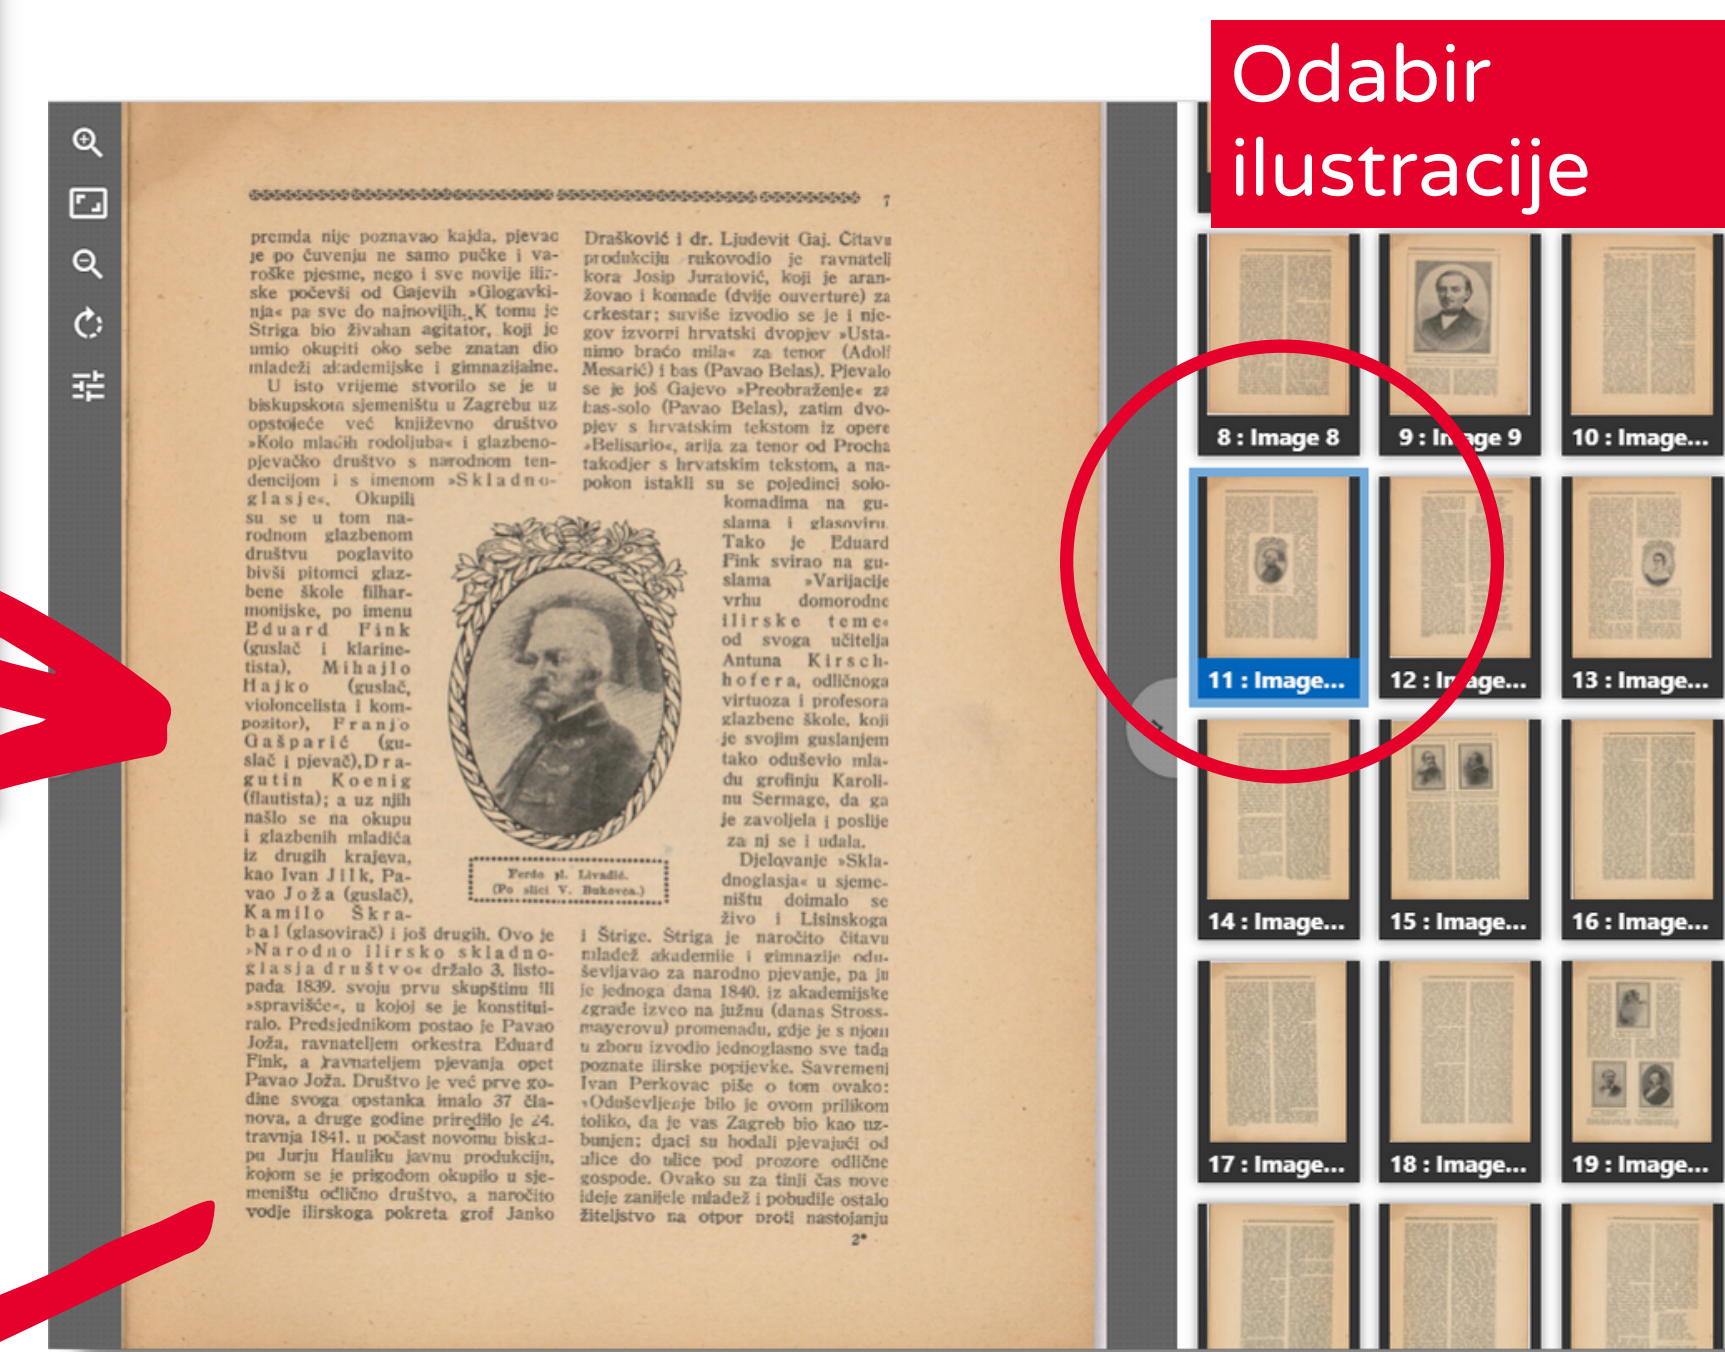 Odabir
ilustracije
7
premda nije poznavao kajda, pjevao
je po čuvenju ne samo pučke i va-
roške pjesme, nego i sve novije ilir-
ske počevši od Gajevih »Glogavki-
nja« pa sve do najnovijih. K tomu je
Štriga bio živahan agitator, koji je
umio okupiti oko sebe znatan dio
mladeži akademijske i gimnazijalne.
U isto vrijeme stvorilo se je u
biskupskom sjemeništu u Zagrebu uz
opstojeće već književno društvo
»Kolo mladih rodoljuba« i glazbeno-
pjevačko društvo s narodnom ten-
dencijom i s imenom »Skladno-
glasje«. Okupili
su se u tom na-
rodnom glazbenom
društvu poglavito
bivši pitomci glaz-
bene škole filhar-
monijske, po imenu
Eduard Fink
(guslač i klarine-
tista), Mihajlo
Hajko (guslač,
violoncelista i kom-
pozitor), Franjo
Gašparić (gu-
slač i pjevač), Dra-
gutin Koenig
(flautista); a uz njih
našlo se na okupu
i glazbenih mladića
iz drugih krajeva,
kao Ivan Jilk, Pa-
vao Joža (guslač),
Kamilo Škra-
bal (glasovirač) i još drugih. Ovo je
»Narodno ilirsko skladno-
glasja društvo« držalo 3. listo-
pada 1839. svoju prvu skupštinu ili
»spravišće«, u kojoj se je konstitui-
ralo. Predsjednikom postao je Pavao
Joža, ravnateljem orkestra Eduard
Fink, a ravnateljem pjevanja opet
Pavao Joža. Društvo je već prve go-
dine svoga opstanka imalo 37 čla-
nova, a druge godine priredilo je 24.
travnja 1841. u počast novomu bisku-
pu Jurju Hauliku javnu produkciju,
kojom se je prigodom okupilo u sje-
meništu odlično društvo, a naročito
vodje ilirskoga pokreta grof Janko
Drašković i dr. Ljudevit Gaj. Čitavu
produkciju rukovodio je ravnatelj
kora Josip Juratović, koji je aran-
žovao i komade (dvije ouverture) za
orkestar; suviše izvodio se je i nje-
gov izvorni hrvatski dvopjev »Usta-
nimo braćo mila« za tenor (Adolf
Mesarić) i bas (Pavao Belas). Pjevalo
se je još Gajevo »Preobraženje« za
bas-solo (Pavao Belas), zatim dvo-
pjev s hrvatskim tekstom iz opere
»Belisario«, arija za tenor od Procha
takodjer s hrvatskim tekstom, a na-
pokon istakli su se pojedinci solo-
komadima na gu-
slama i glasoviru.
Tako je Eduard
Fink svirao na gu-
slama »Varijacije
vrhu domorodne
ilirske teme«
od svoga učitelja
Antuna Kirsch-
hofera, odličnoga
virtuoza i profesora
glazbene škole, koji
je svojim guslanjem
tako oduševio mla-
du grofinju Karoli-
nu Sermage, da ga
je zavoljela i poslije
za nj se i udala.
Djelovanje »Skla-
dnoglasja« u sjeme-
ništu doimalo se
živo i Lisinskoga
i Štrige. Štriga je naročito čitavu
mladež akademije i gimnazije odu-
ševljavao za narodno pjevanje, pa ju
je jednoga dana 1840. iz akademijske
zgrade izveo na južnu (danas Stross-
mayerovu) promenadu, gdje je s njom
u zboru izvodio jednoglasno sve tada
poznate ilirske popijevke. Savremeni
Ivan Perkovac piše o tom ovako:
»Oduševljenje bilo je ovom prilikom
toliko, da je vas Zagreb bio kao uz-
bunjen; djaci su hodali pjevajući od
ulice do ulice pod prozore odlične
gospode. Ovako su za tinji čas nove
ideje zanijele mladež i pobudile ostalo
žiteljstvo na otpor proti nastojanju
Ferdo pl. Livadić.
(Po slici V. Bukovca.)
2*
8 : Image 8
9 : Image 9
10 : Image...
11 : Image...
12 : Image...
13 : Image...
14 : Image...
15 : Image...
16 : Image...
17 : Image...
18 : Image...
19 : Image...